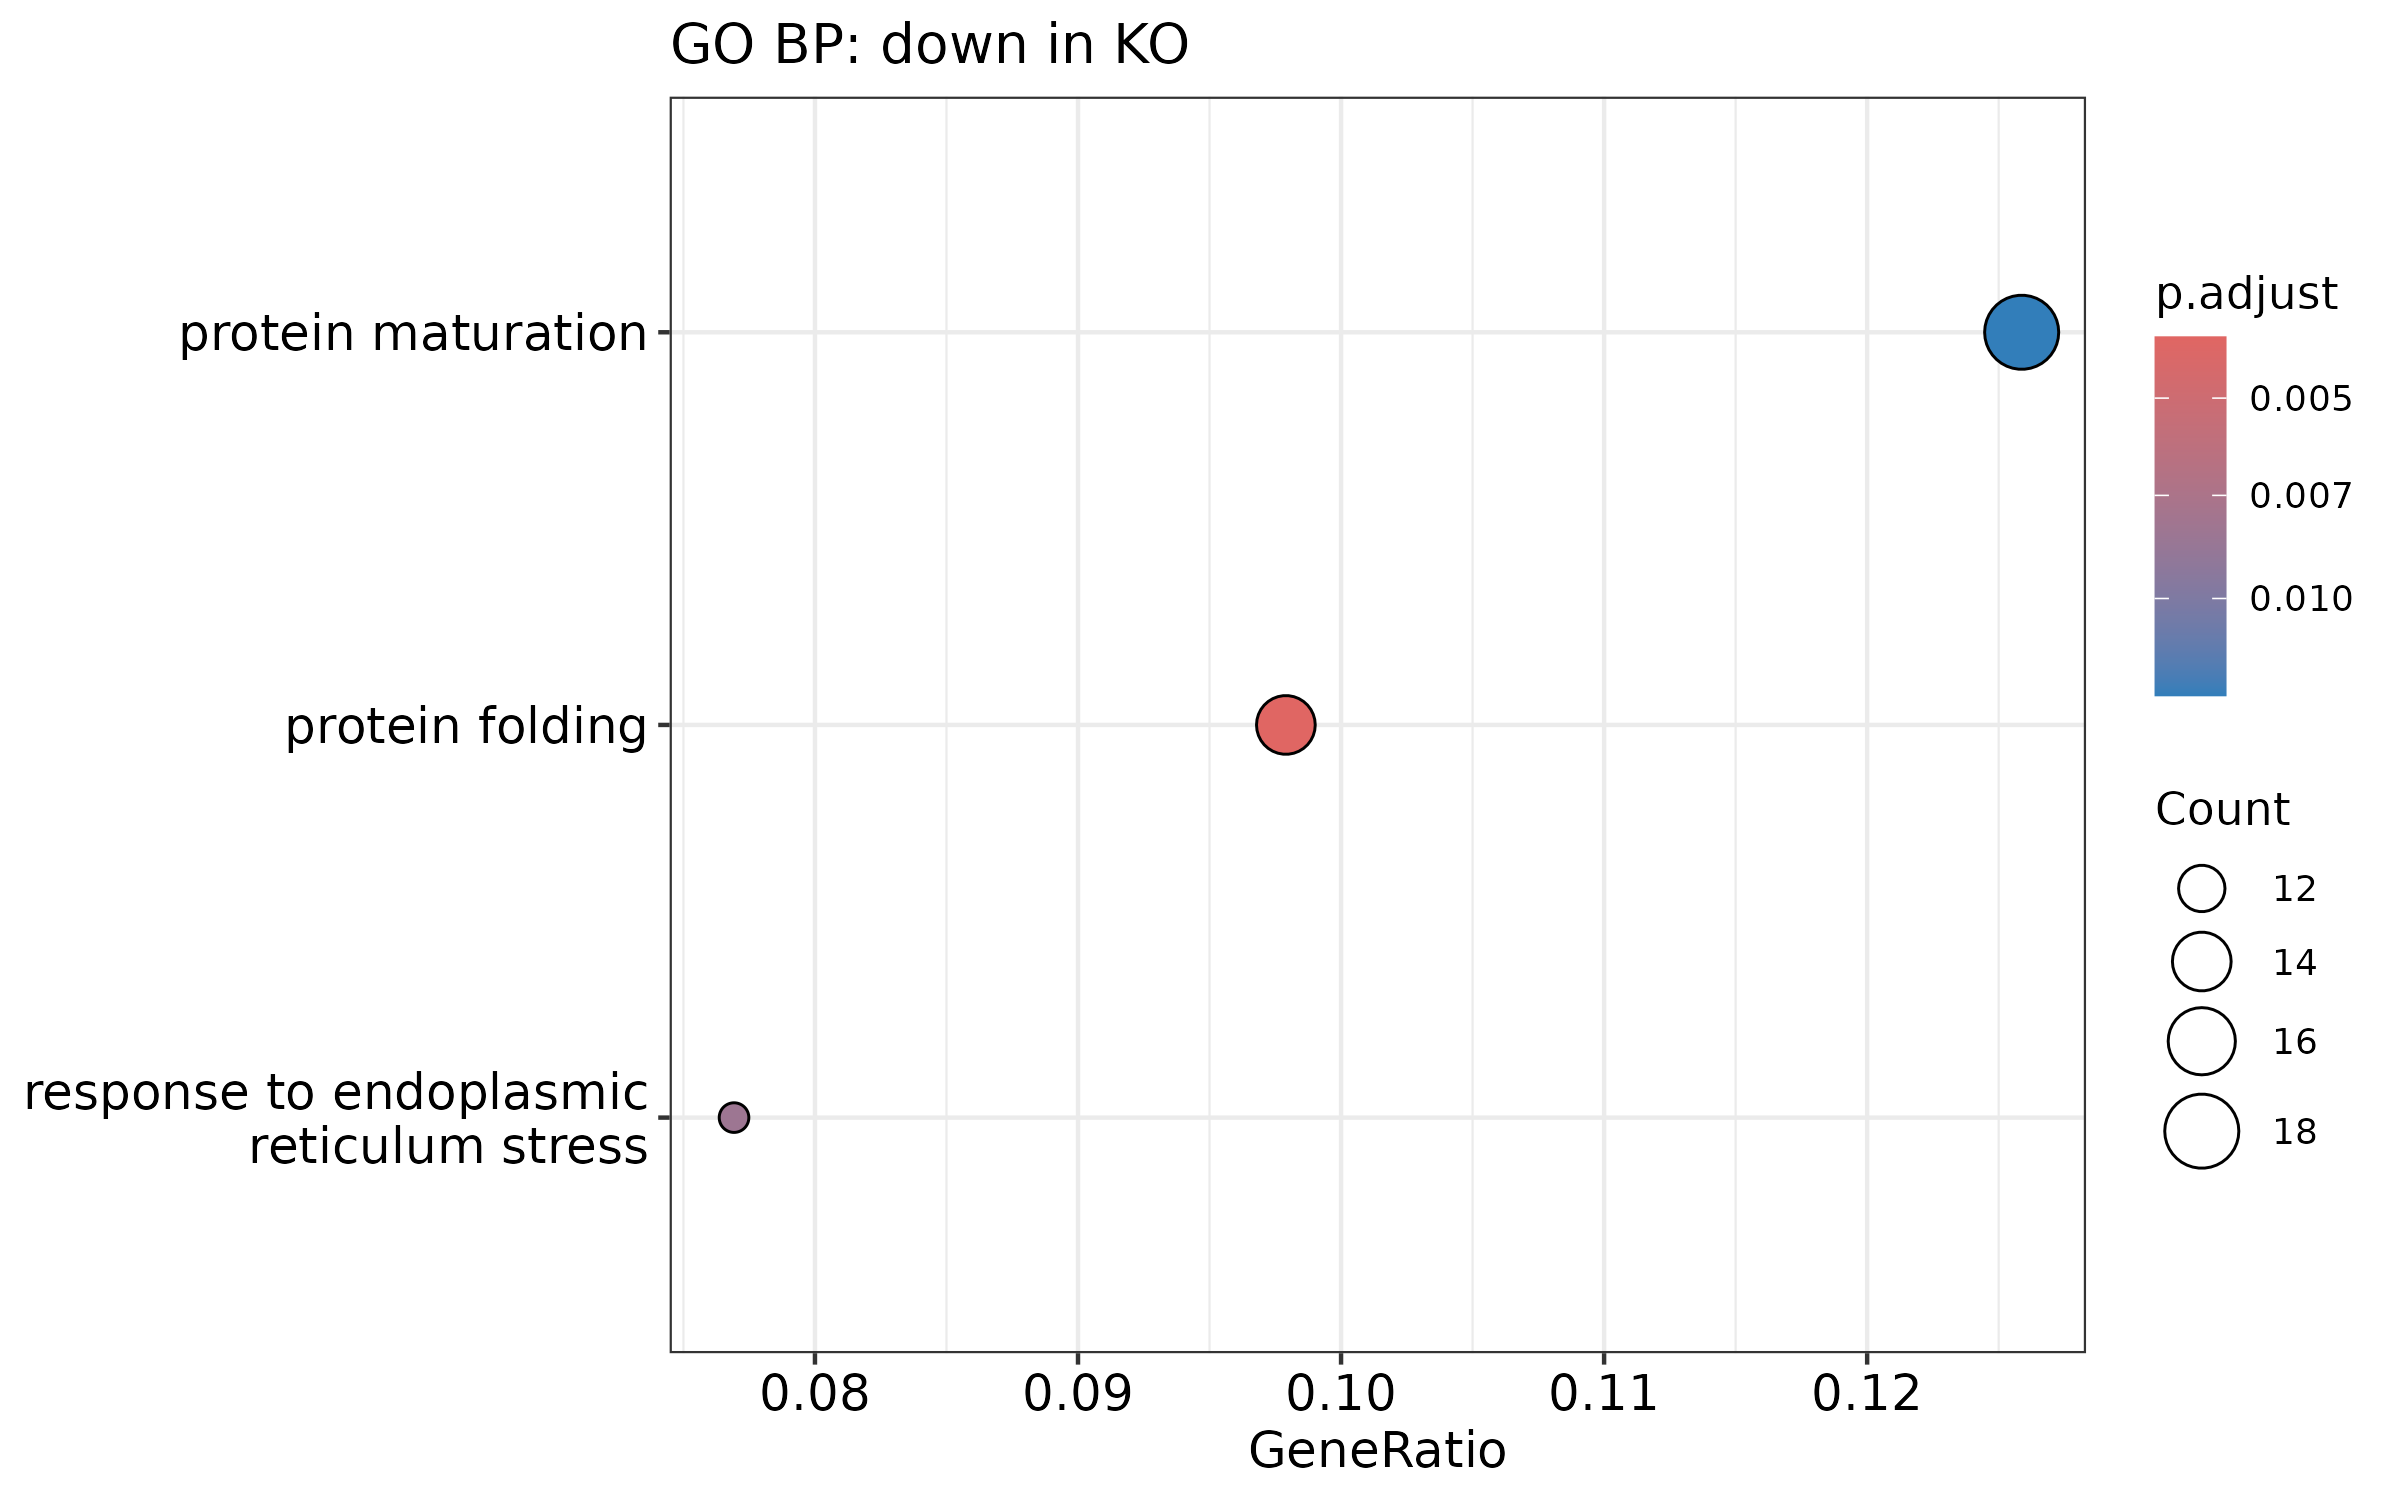 GO BP: down in KO
protein maturation
protein folding
response to endoplasmic
reticulum stress
0.08
0.09
0.10
0.11
0.12
GeneRatio
p.adjust
0.005
0.007
0.010
Count
12
14
16
18